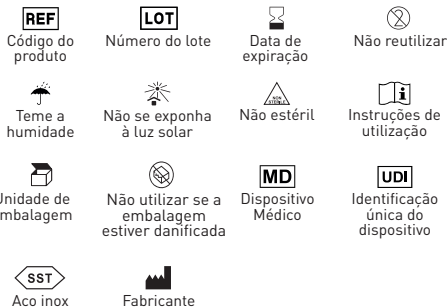 REF
LOT
Código do
produto
Número do lote
Data de
expiração
Não reutilizar
NON
STERILE
Teme a
humidade
Não se exponha
à luz solar
Não estéril
Instruções de
utilização
MD
UDI
Unidade de
mbalagem
Não utilizar se a
embalagem
estiver danificada
Dispositivo
Médico
Identificação
única do
dispositivo
SST
Aço inox
Fabricante